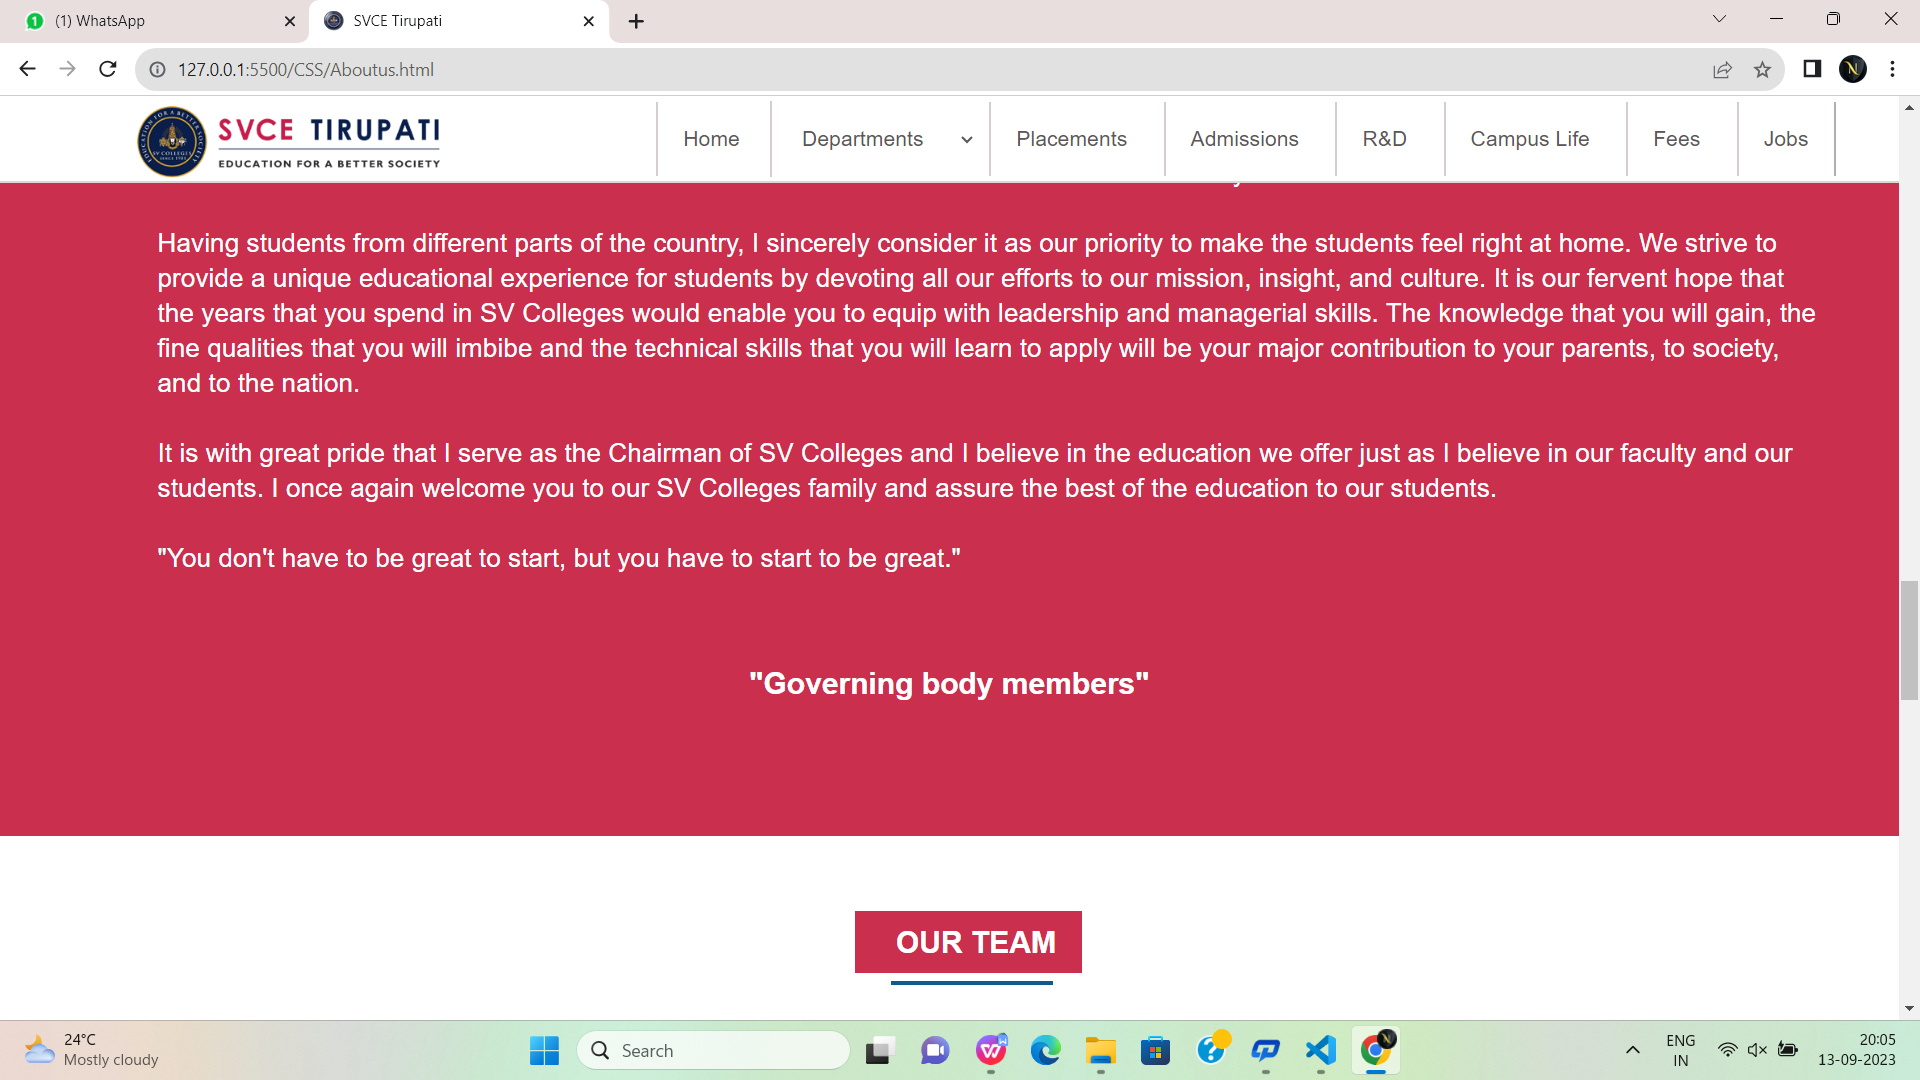 (1) WhatsApp
SVCE Tirupati
127.0.0.1:5500/CSS/Aboutus.html
EDUCATION FOR A BETTER SOCIETY
SV COLLEGES
SVCE TIRUPATI
EDUCATION FOR A BETTER SOCIETY
Home
Departments
Placements
Admissions
R&D
Campus Life
Fees
Jobs
Having students from different parts of the country, I sincerely consider it as our priority to make the students feel right at home. We strive to
provide a unique educational experience for students by devoting all our efforts to our mission, insight, and culture. It is our fervent hope that
the years that you spend in SV Colleges would enable you to equip with leadership and managerial skills. The knowledge that you will gain, the
fine qualities that you will imbibe and the technical skills that you will learn to apply will be your major contribution to your parents, to society,
and to the nation.
It is with great pride that I serve as the Chairman of SV Colleges and I believe in the education we offer just as I believe in our faculty and our
students. I once again welcome you to our SV Colleges family and assure the best of the education to our students.
"You don't have to be great to start, but you have to start to be great."
"Governing body members"
OUR TEAM
24°C
Mostly cloudy
Search
ENG
IN
20:05
13-09-2023